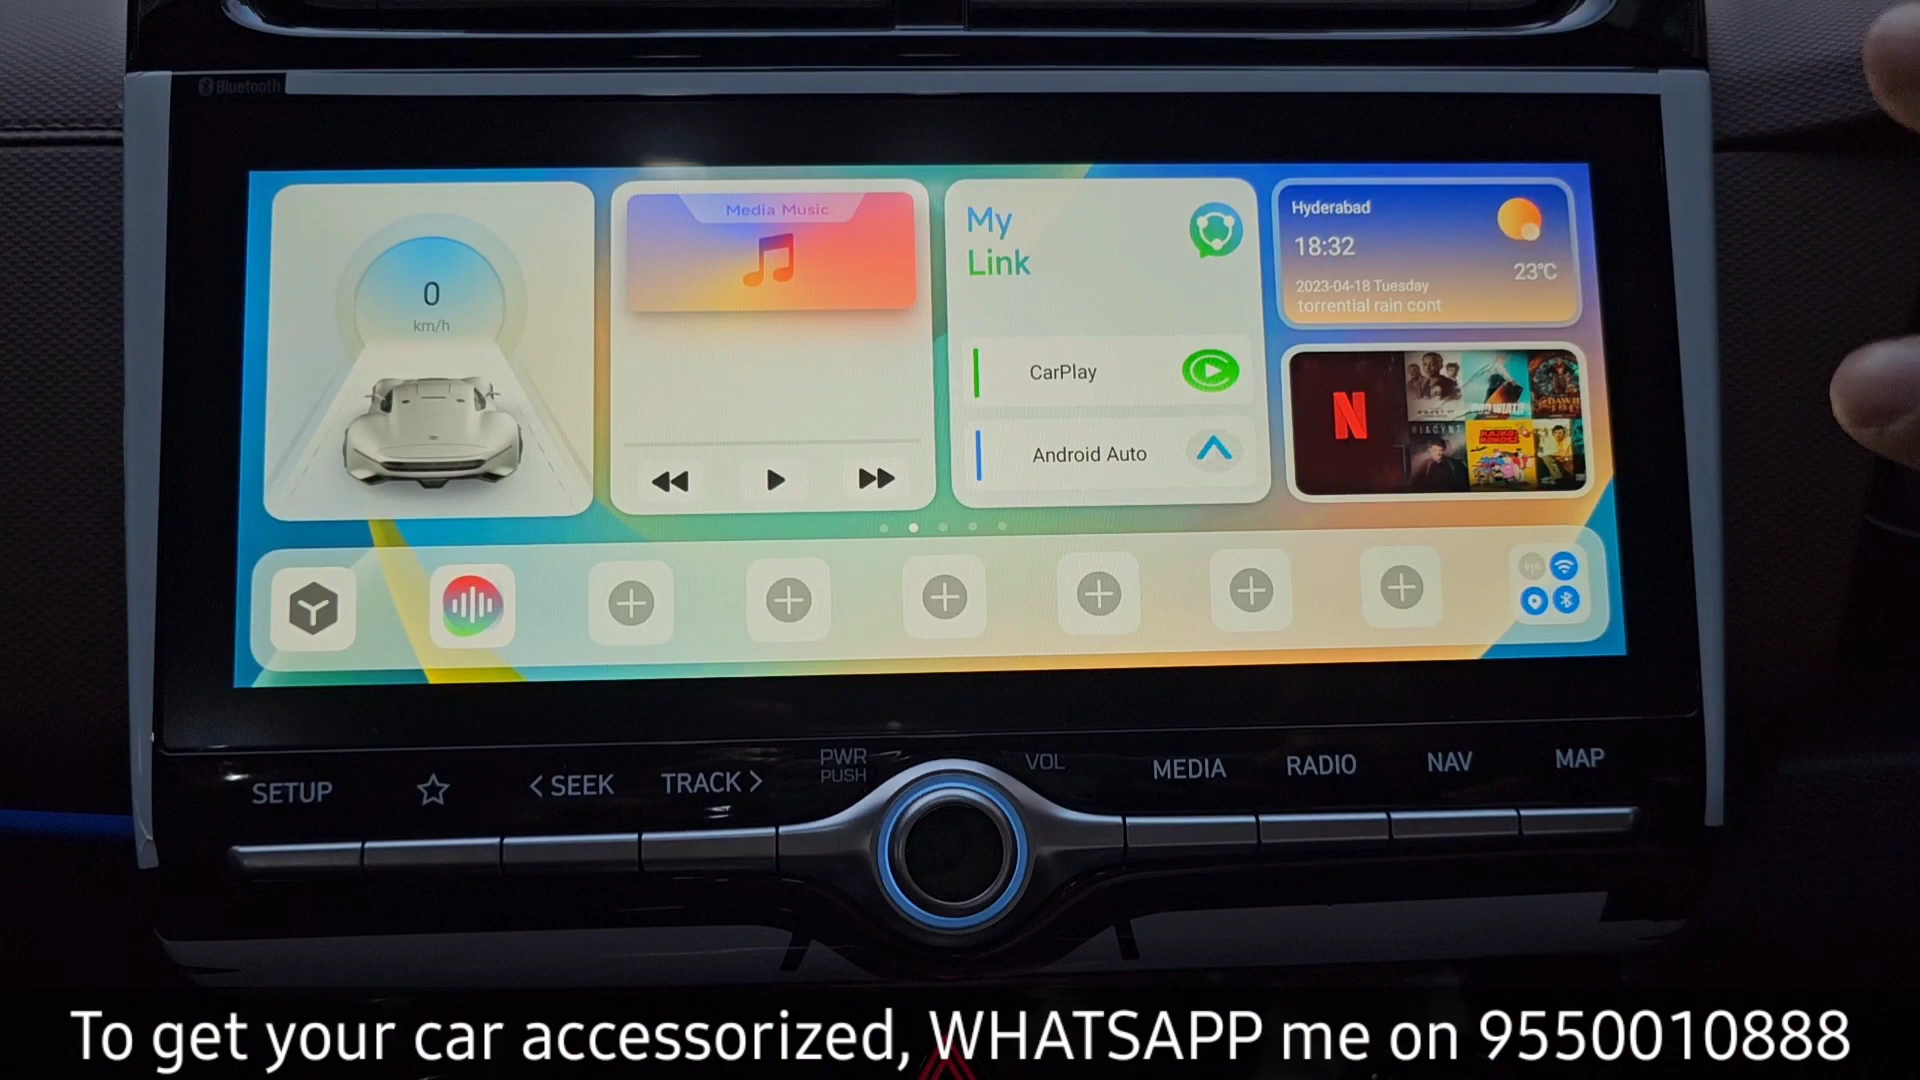 Bluetooth
0
km/h
Media Music
My
Link
CarPlay
Android Auto
Hyderabad
18:32
23°C
2023-04-18 Tuesday
torrential rain cont
N
SETUP
< SEEK
TRACK >
PWR
PUSH
VOL
MEDIA
RADIO
NAV
MAP
To get your car accessorized, WHATSAPP me on 9550010888